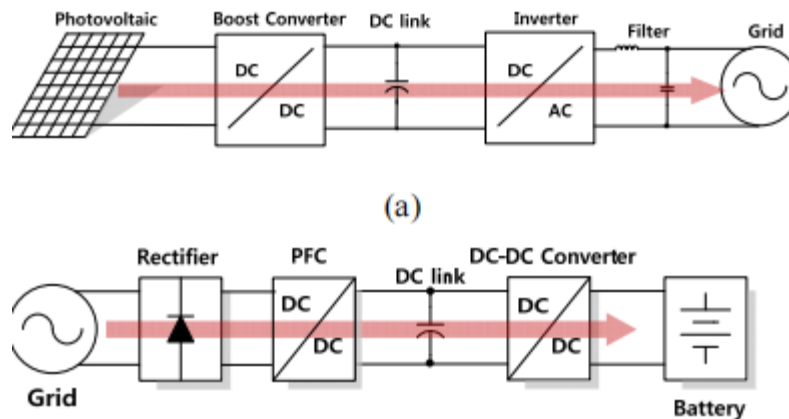 Photovoltaic Boost Converter DC link Inverter Filter Grid
DC DC
DC AC
(a)
Rectifier PFC DC link DC-DC Converter
DC DC
DC DC
Grid Battery